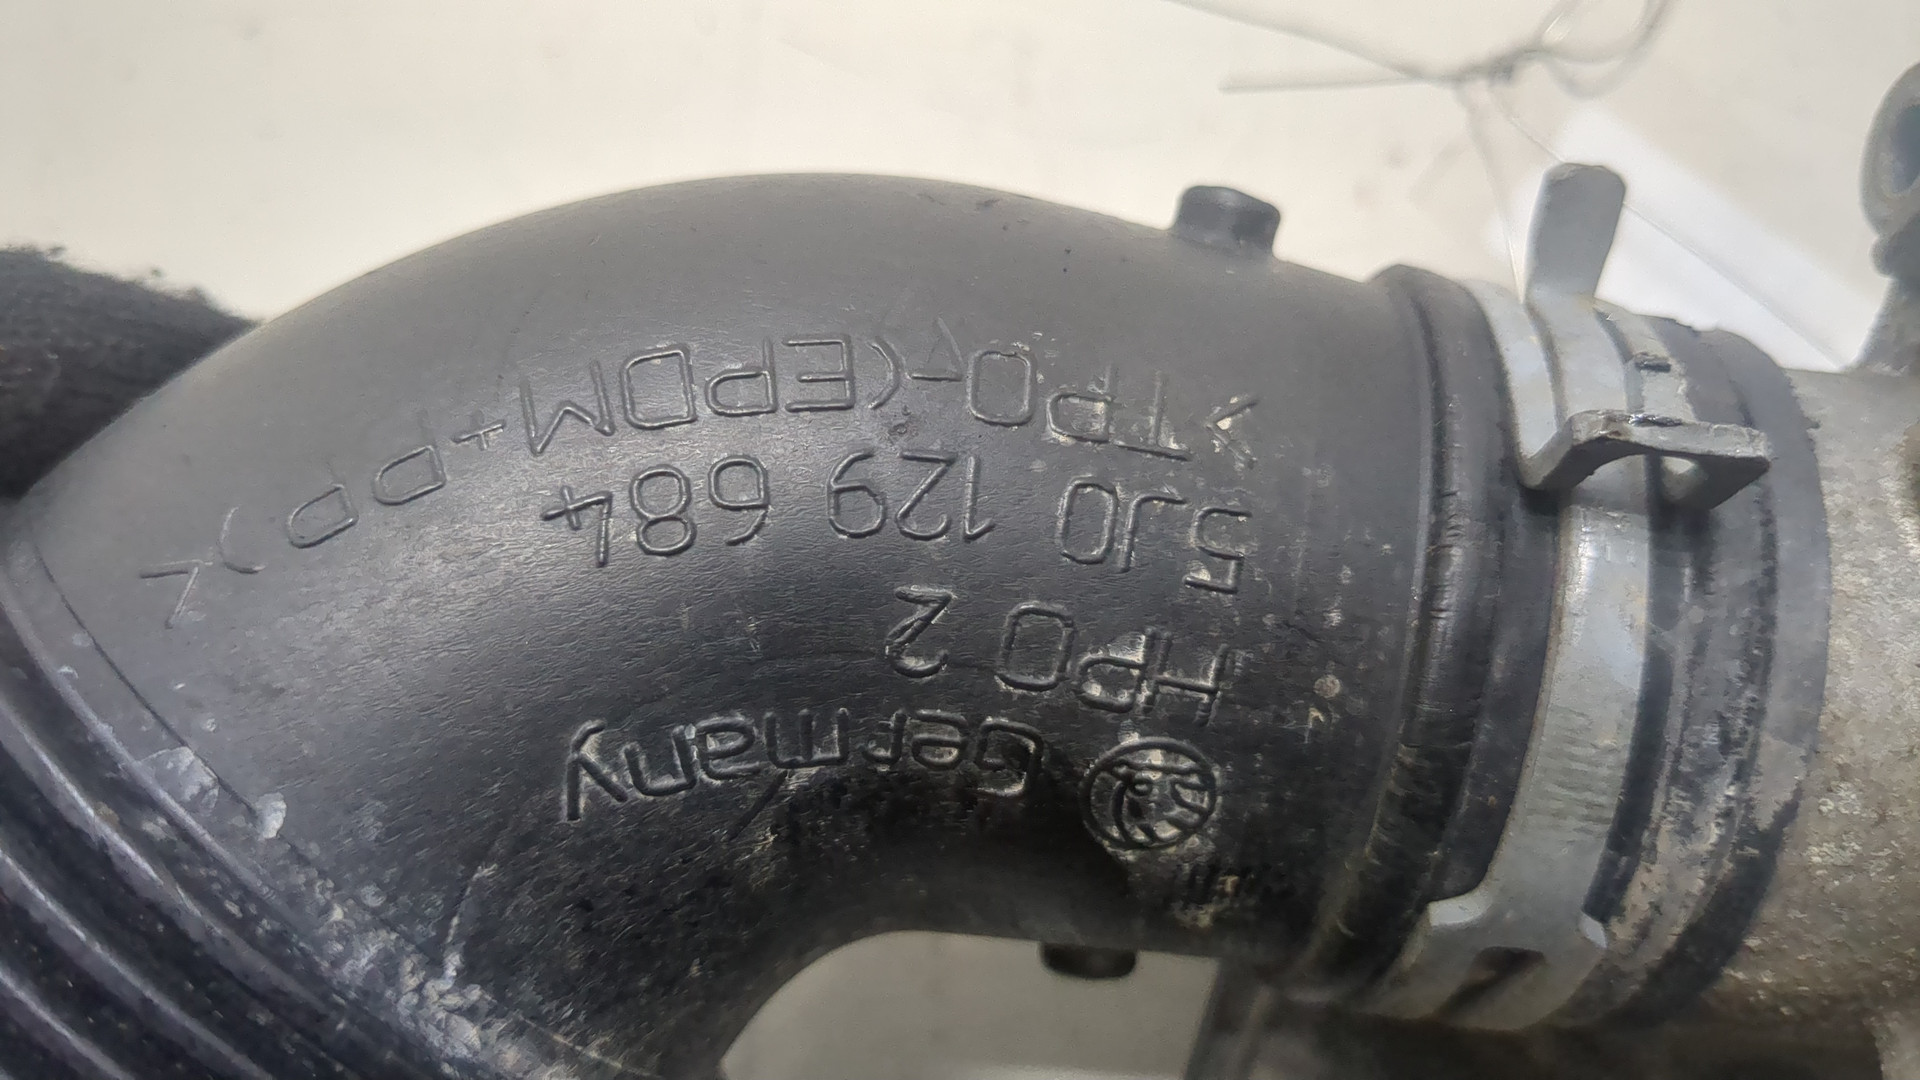 Germany
HPO 2
5J0 129 684
>TPO-(EPDM+PP)<